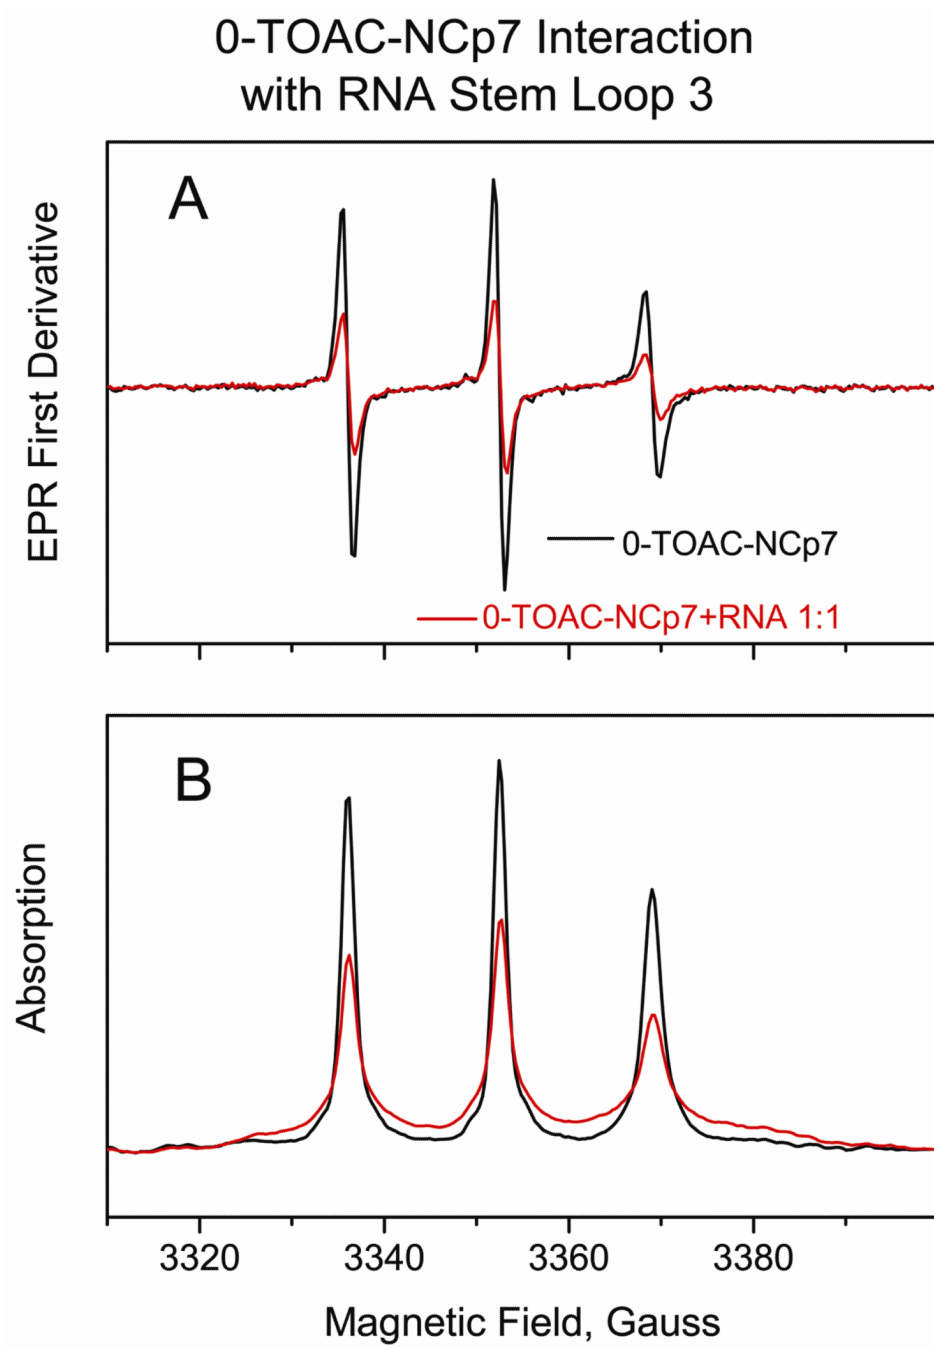 0-TOAC-NCp7 Interaction
with RNA Stem Loop 3
A
EPR First Derivative
0-TOAC-NCp7
0-TOAC-NCp7+RNA 1:1
B
Absorption
3320 3340 3360 3380
Magnetic Field, Gauss